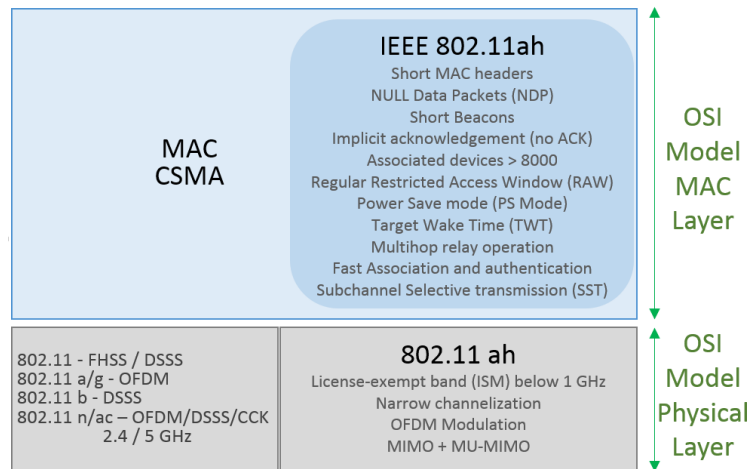 MAC
CSMA
IEEE 802.11ah
Short MAC headers
NULL Data Packets (NDP)
Short Beacons
Implicit acknowledgement (no ACK)
Associated devices > 8000
Regular Restricted Access Window (RAW)
Power Save mode (PS Mode)
Target Wake Time (TWT)
Multihop relay operation
Fast Association and authentication
Subchannel Selective transmission (SST)
OSI
Model
MAC
Layer
802.11 - FHSS / DSSS
802.11 a/g - OFDM
802.11 b - DSSS
802.11 n/ac – OFDM/DSSS/CCK
2.4 / 5 GHz
802.11 ah
License-exempt band (ISM) below 1 GHz
Narrow channelization
OFDM Modulation
MIMO + MU-MIMO
OSI
Model
Physical
Layer